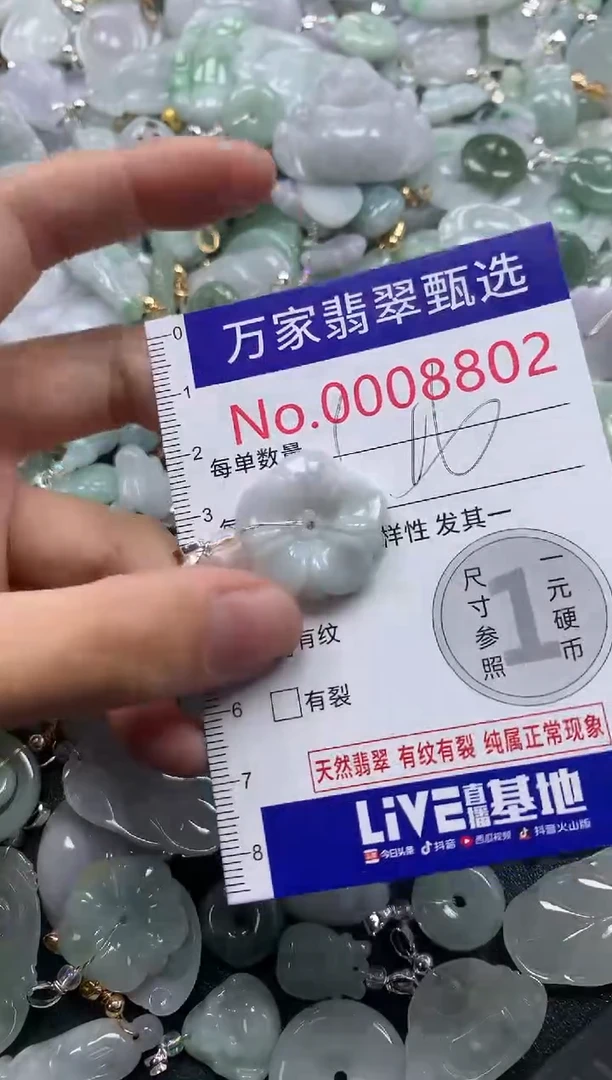 万家翡翠甄选
No.0008802
每单数量
样性 发其一
有纹
有裂
尺寸参照
1
一元硬币
天然翡翠 有纹有裂 纯属正常现象
LiVE直播基地
今日头条 抖音 西瓜视频 抖音火山版
0
1
2
3
6
7
8